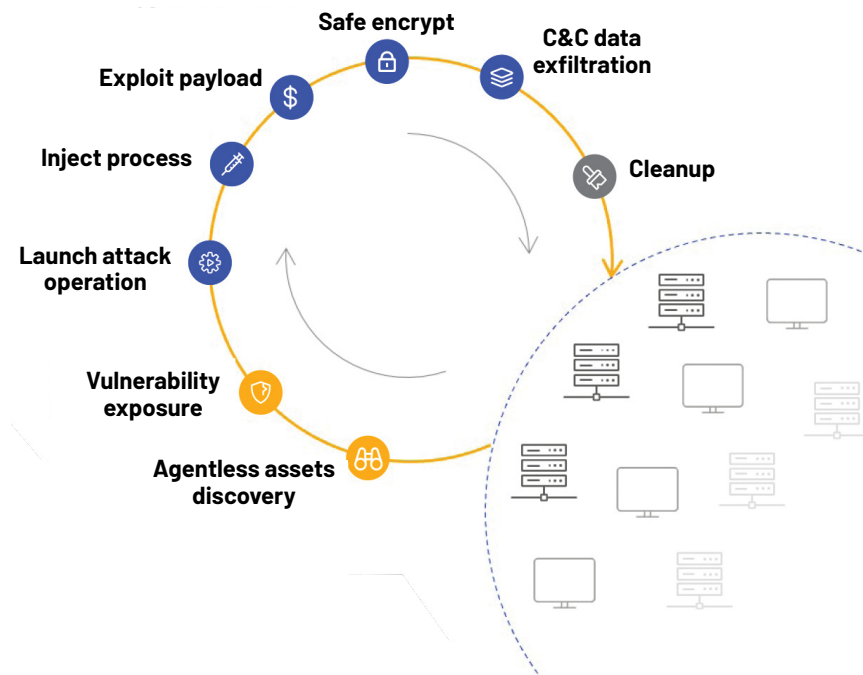 Safe encrypt
C&C data
exfiltration
Exploit payload
Inject process
Cleanup
Launch attack
operation
Vulnerability
exposure
Agentless assets
discovery